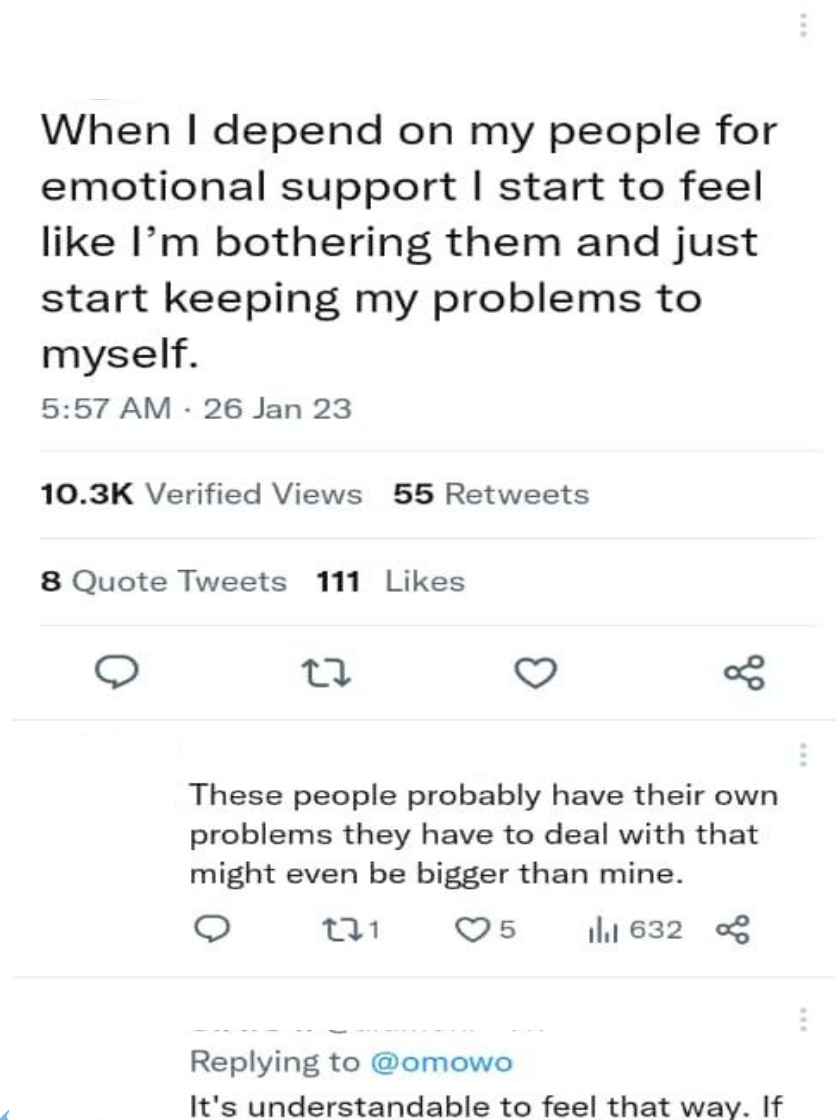 When I depend on my people for
emotional support I start to feel
like I’m bothering them and just
start keeping my problems to
myself.
5:57 AM · 26 Jan 23
10.3K Verified Views 55 Retweets
8 Quote Tweets 111 Likes
These people probably have their own
problems they have to deal with that
might even be bigger than mine.
1 5 632
Replying to @omowo
It's understandable to feel that way. If